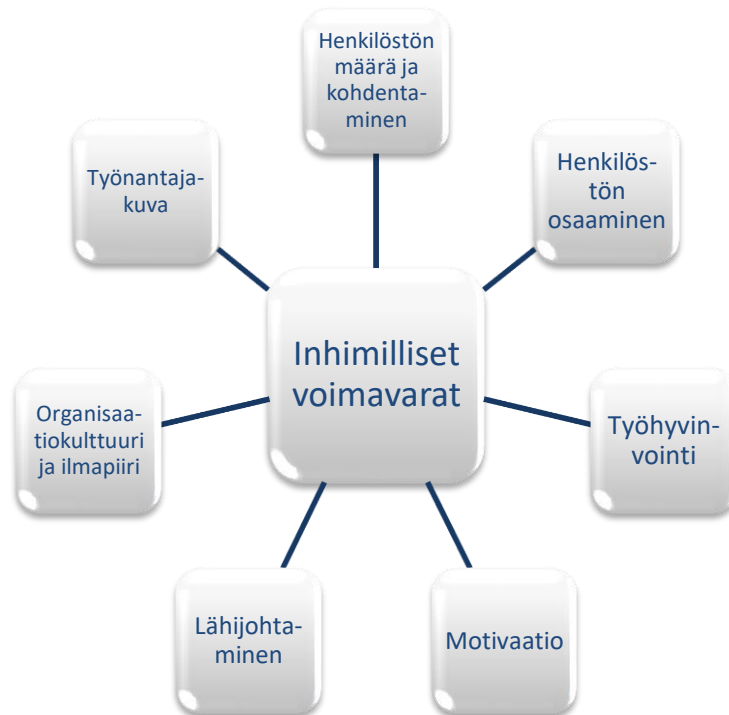 Henkilöstön
määrä ja
kohdenta-
minen
Henkilös-
tön
osaaminen
Työnantaja-
kuva
Inhimilliset
voimavarat
Organisaa-
tiokulttuuri
ja ilmapiiri
Työhyvin-
vointi
Lähijohta-
minen
Motivaatio